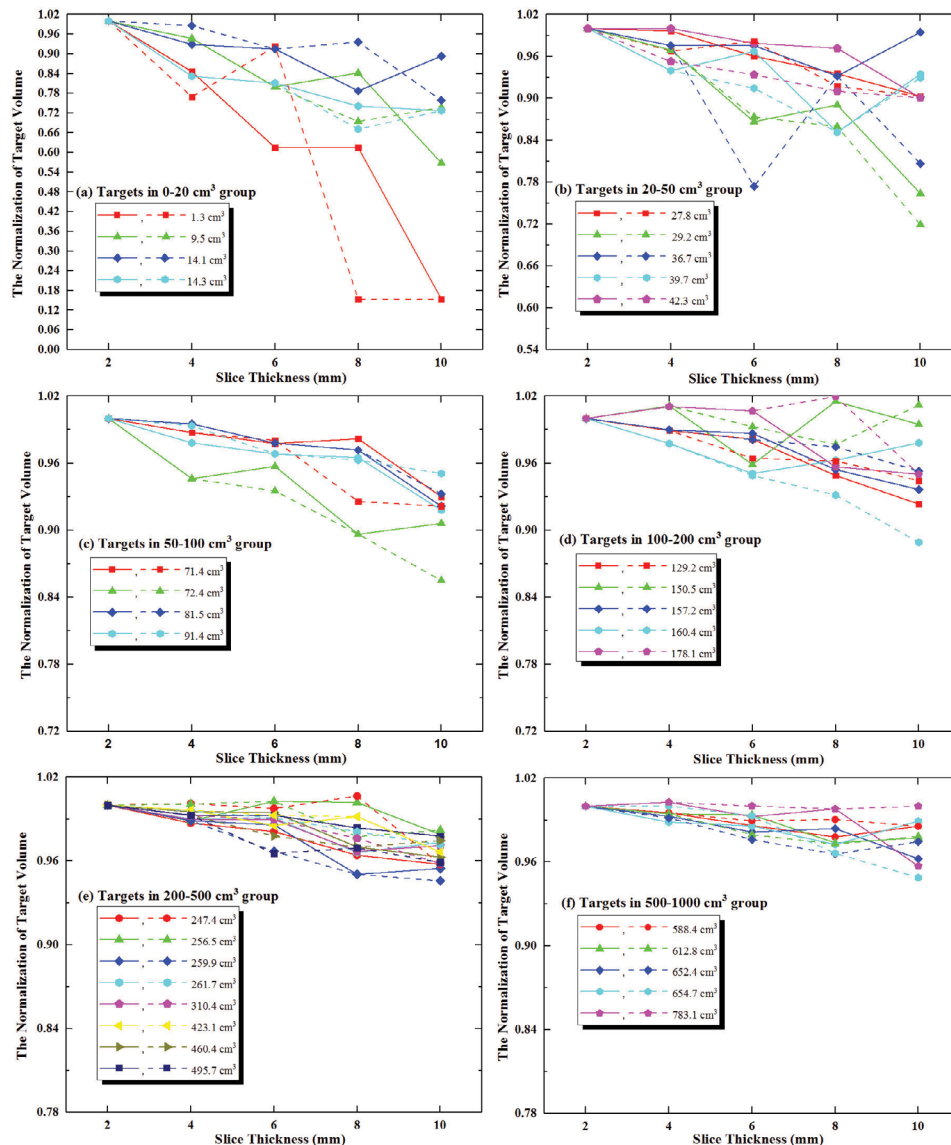 The Normalization of Target Volume
1.02
0.96
0.90
0.84
0.78
0.72
0.66
0.60
0.54
0.48
0.42
0.36
0.30
0.24
0.18
0.12
0.06
0.00
(a) Targets in 0-20 cm³ group
, 1.3 cm³
, 9.5 cm³
, 14.1 cm³
, 14.3 cm³
2 4 6 8 10
Slice Thickness (mm)
The Normalization of Target Volume
1.02
0.96
0.90
0.84
0.78
0.72
0.66
0.60
0.54
(b) Targets in 20-50 cm³ group
, 27.8 cm³
, 29.2 cm³
, 36.7 cm³
, 39.7 cm³
, 42.3 cm³
2 4 6 8 10
Slice Thickness (mm)
The Normalization of Target Volume
1.02
0.96
0.90
0.84
0.78
0.72
(c) Targets in 50-100 cm³ group
, 71.4 cm³
, 72.4 cm³
, 81.5 cm³
, 91.4 cm³
2 4 6 8 10
Slice Thickness (mm)
The Normalization of Target Volume
1.02
0.96
0.90
0.84
0.78
0.72
(d) Targets in 100-200 cm³ group
, 129.2 cm³
, 150.5 cm³
, 157.2 cm³
, 160.4 cm³
, 178.1 cm³
2 4 6 8 10
Slice Thickness (mm)
The Normalization of Target Volume
1.02
0.96
0.90
0.84
0.78
(e) Targets in 200-500 cm³ group
, 247.4 cm³
, 256.5 cm³
, 259.9 cm³
, 261.7 cm³
, 310.4 cm³
, 423.1 cm³
, 460.4 cm³
, 495.7 cm³
2 4 6 8 10
Slice Thickness (mm)
The Normalization of Target Volume
1.02
0.96
0.90
0.84
0.78
(f) Targets in 500-1000 cm³ group
, 588.4 cm³
, 612.8 cm³
, 652.4 cm³
, 654.7 cm³
, 783.1 cm³
2 4 6 8 10
Slice Thickness (mm)